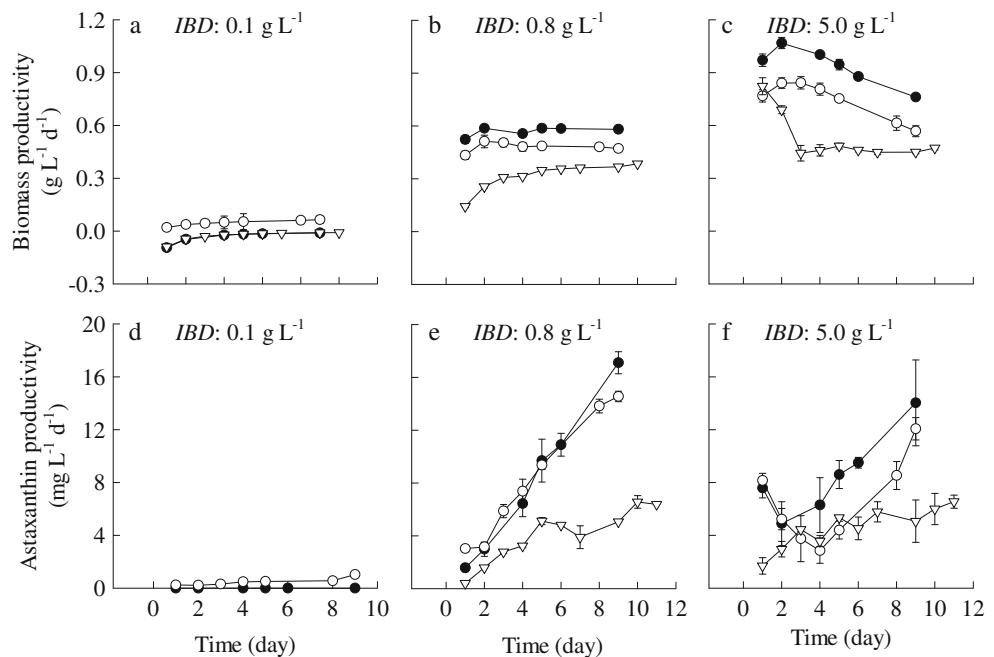 a IBD: 0.1 g L-1
b IBD: 0.8 g L-1
c IBD: 5.0 g L-1
Biomass productivity
(g L-1 d-1)
1.2
0.9
0.6
0.3
0.0
-0.3
d IBD: 0.1 g L-1
e IBD: 0.8 g L-1
f IBD: 5.0 g L-1
Astaxanthin productivity
(mg L-1 d-1)
20
16
12
8
4
0
0 2 4 6 8 10
0 2 4 6 8 10 12
0 2 4 6 8 10 12
Time (day)
Time (day)
Time (day)